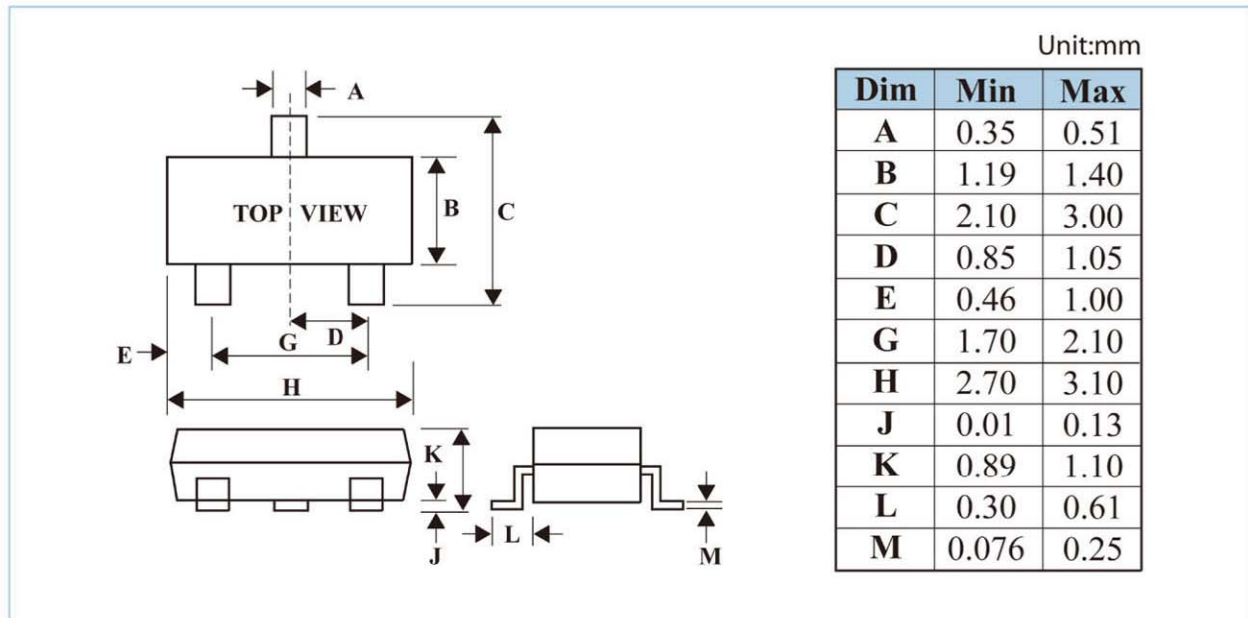 Unit:mm
A
TOP VIEW
B
C
D
G
E
H
K
J
L
M
Dim Min Max
A 0.35 0.51
B 1.19 1.40
C 2.10 3.00
D 0.85 1.05
E 0.46 1.00
G 1.70 2.10
H 2.70 3.10
J 0.01 0.13
K 0.89 1.10
L 0.30 0.61
M 0.076 0.25